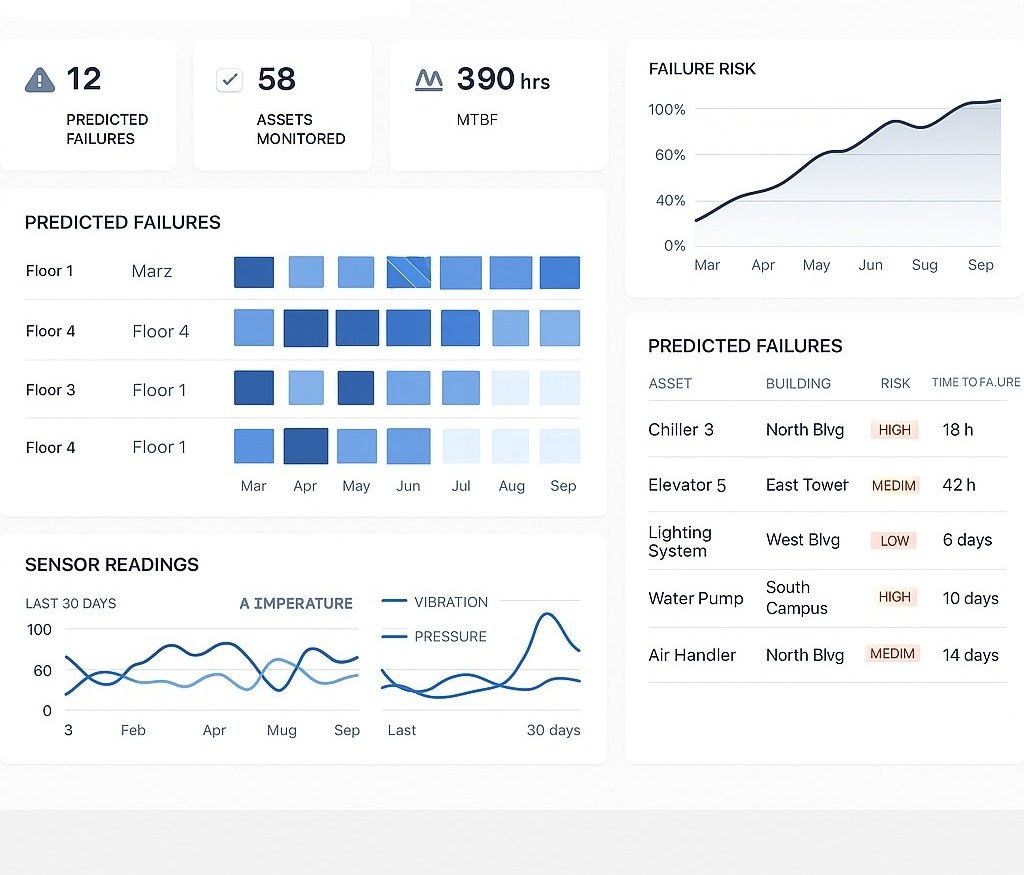 12
PREDICTED
FAILURES
58
ASSETS
MONITORED
390 hrs
MTBF
PREDICTED FAILURES
Floor 1 Marz
Floor 4 Floor 4
Floor 3 Floor 1
Floor 4 Floor 1
Mar Apr May Jun Jul Aug Sep
SENSOR READINGS
LAST 30 DAYS
A IMPERATURE
100
60
0
3 Feb Apr Mug Sep
VIBRATION
PRESSURE
Last 30 days
FAILURE RISK
100%
60%
40%
0%
Mar Apr May Jun Sug Sep
PREDICTED FAILURES
ASSET BUILDING RISK TIME TO FA.URE
Chiller 3 North Blvg HIGH 18 h
Elevator 5 East Tower MEDIM 42 h
Lighting
System West Blvg LOW 6 days
Water Pump South
Campus HIGH 10 days
Air Handler North Blvg MEDIM 14 days